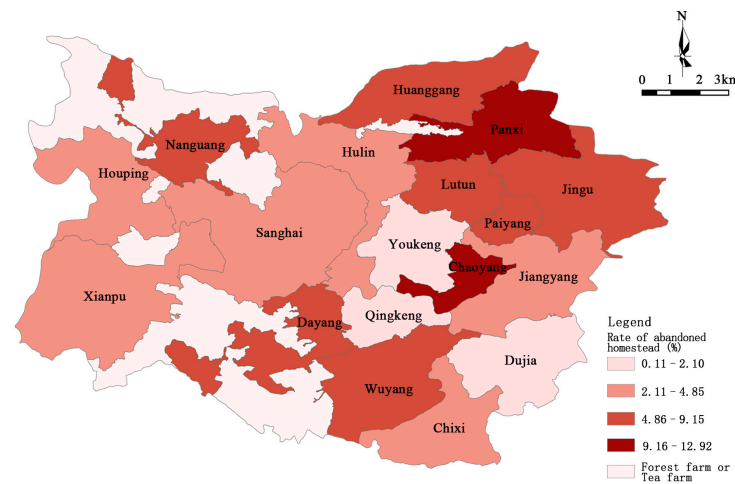 N
0 1 2 3km
Huanggang
Panxi
Nanguang
Hulin
Houping
Lutun
Jingu
Paiyang
Sanghai
Youkeng
Chaoyang
Jiangyang
Xianpu
Qingkeng
Dayang
Dujia
Wuyang
Chixi
Legend
Rate of abandoned
homestead (%)
0.11-2.10
2.11-4.85
4.86-9.15
9.16-12.92
Forest farm or
Tea farm